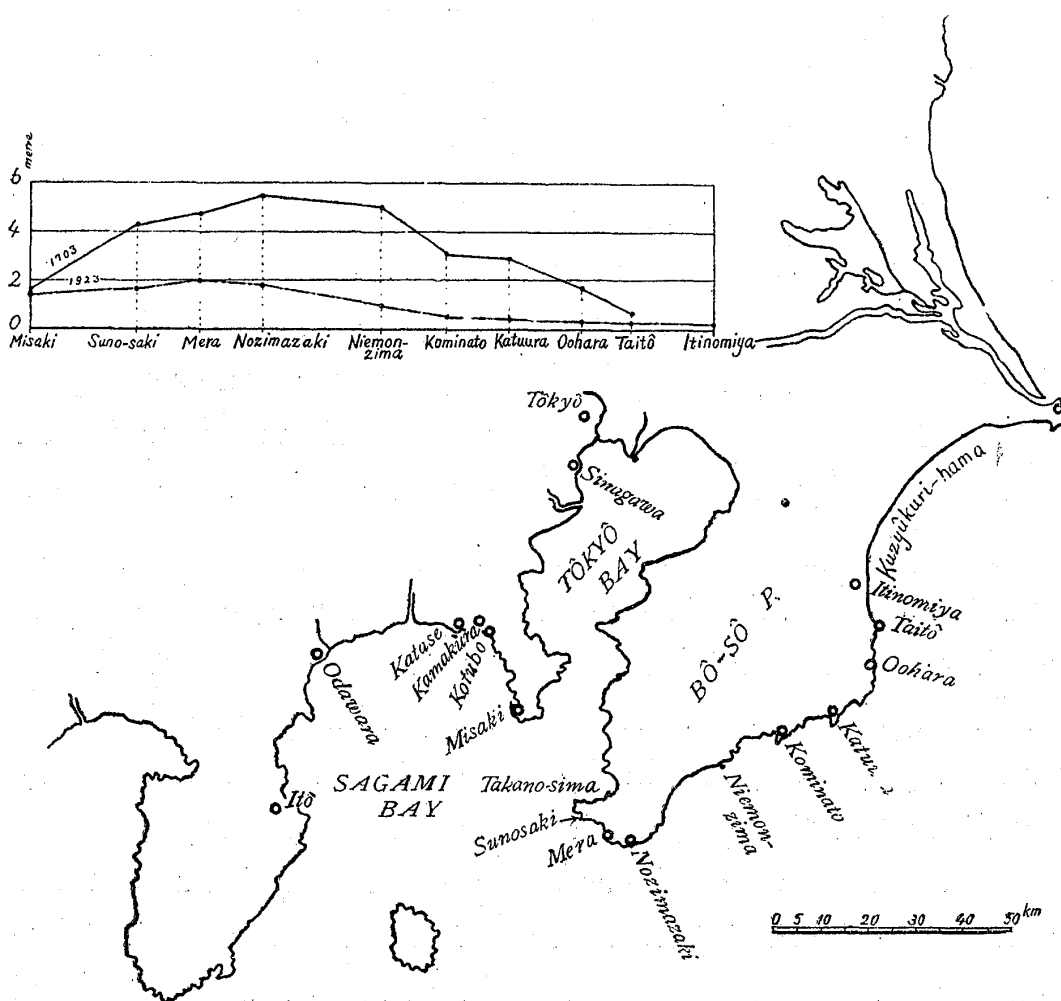 metre
6
4
2
0
1703
1923
Misaki
Suno-saki
Mera
Nozimazaki
Niemon-
zima
Kominato
Katuura
Oohara
Taitô
Itinomiya
Tôkyô
Sinagawa
TÔKYÔ
BAY
Kuzyûkuri-hama
Itinomiya
Taitô
Oohara
BÔ-SÔ P.
Katase
Kamakura
Kotubo
Odawara
Misaki
Itô
SAGAMI
BAY
Takano-sima
Sunosaki
Mera
Nozimazaki
Niemon-
zima
Kominato
0 5 10 20 30 40 50 km